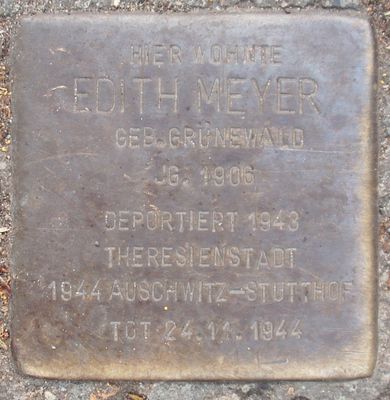 HIER WOHNTE
EDITH MEYER
GEB. GRÜNEWALD
JG. 1906
DEPORTIERT 1943
THERESIENSTADT
1944 AUSCHWITZ-STUTTHOF
TOT 24.11.1944